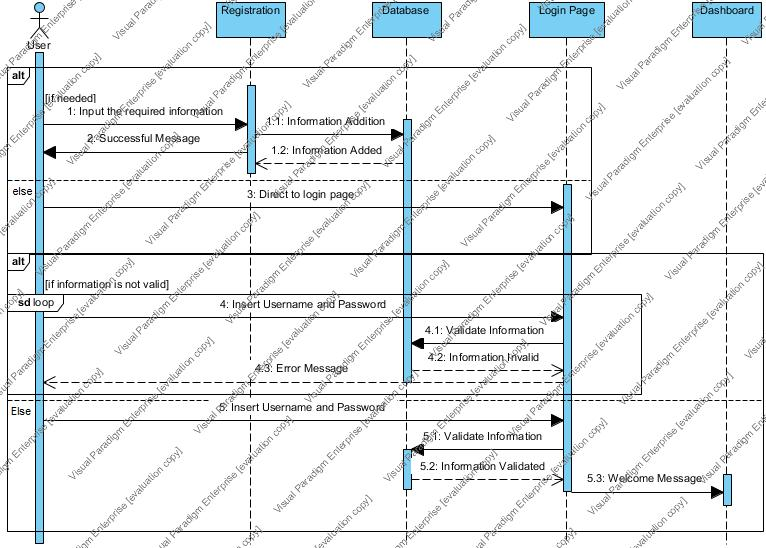 Registration
Database
Login Page
Dashboard
User
alt
[if needed]
1: Input the required information
1.1: Information Addition
2: Successful Message
1.2: Information Added
else
3: Direct to login page
alt
[if information is not valid]
sd loop
4: Insert Username and Password
4.1: Validate Information
4.2: Information Invalid
4.3: Error Message
Else
5: Insert Username and Password
5.1: Validate Information
5.2: Information Validated
5.3: Welcome Message
Visual Paradigm Enterprise [evaluation copy]